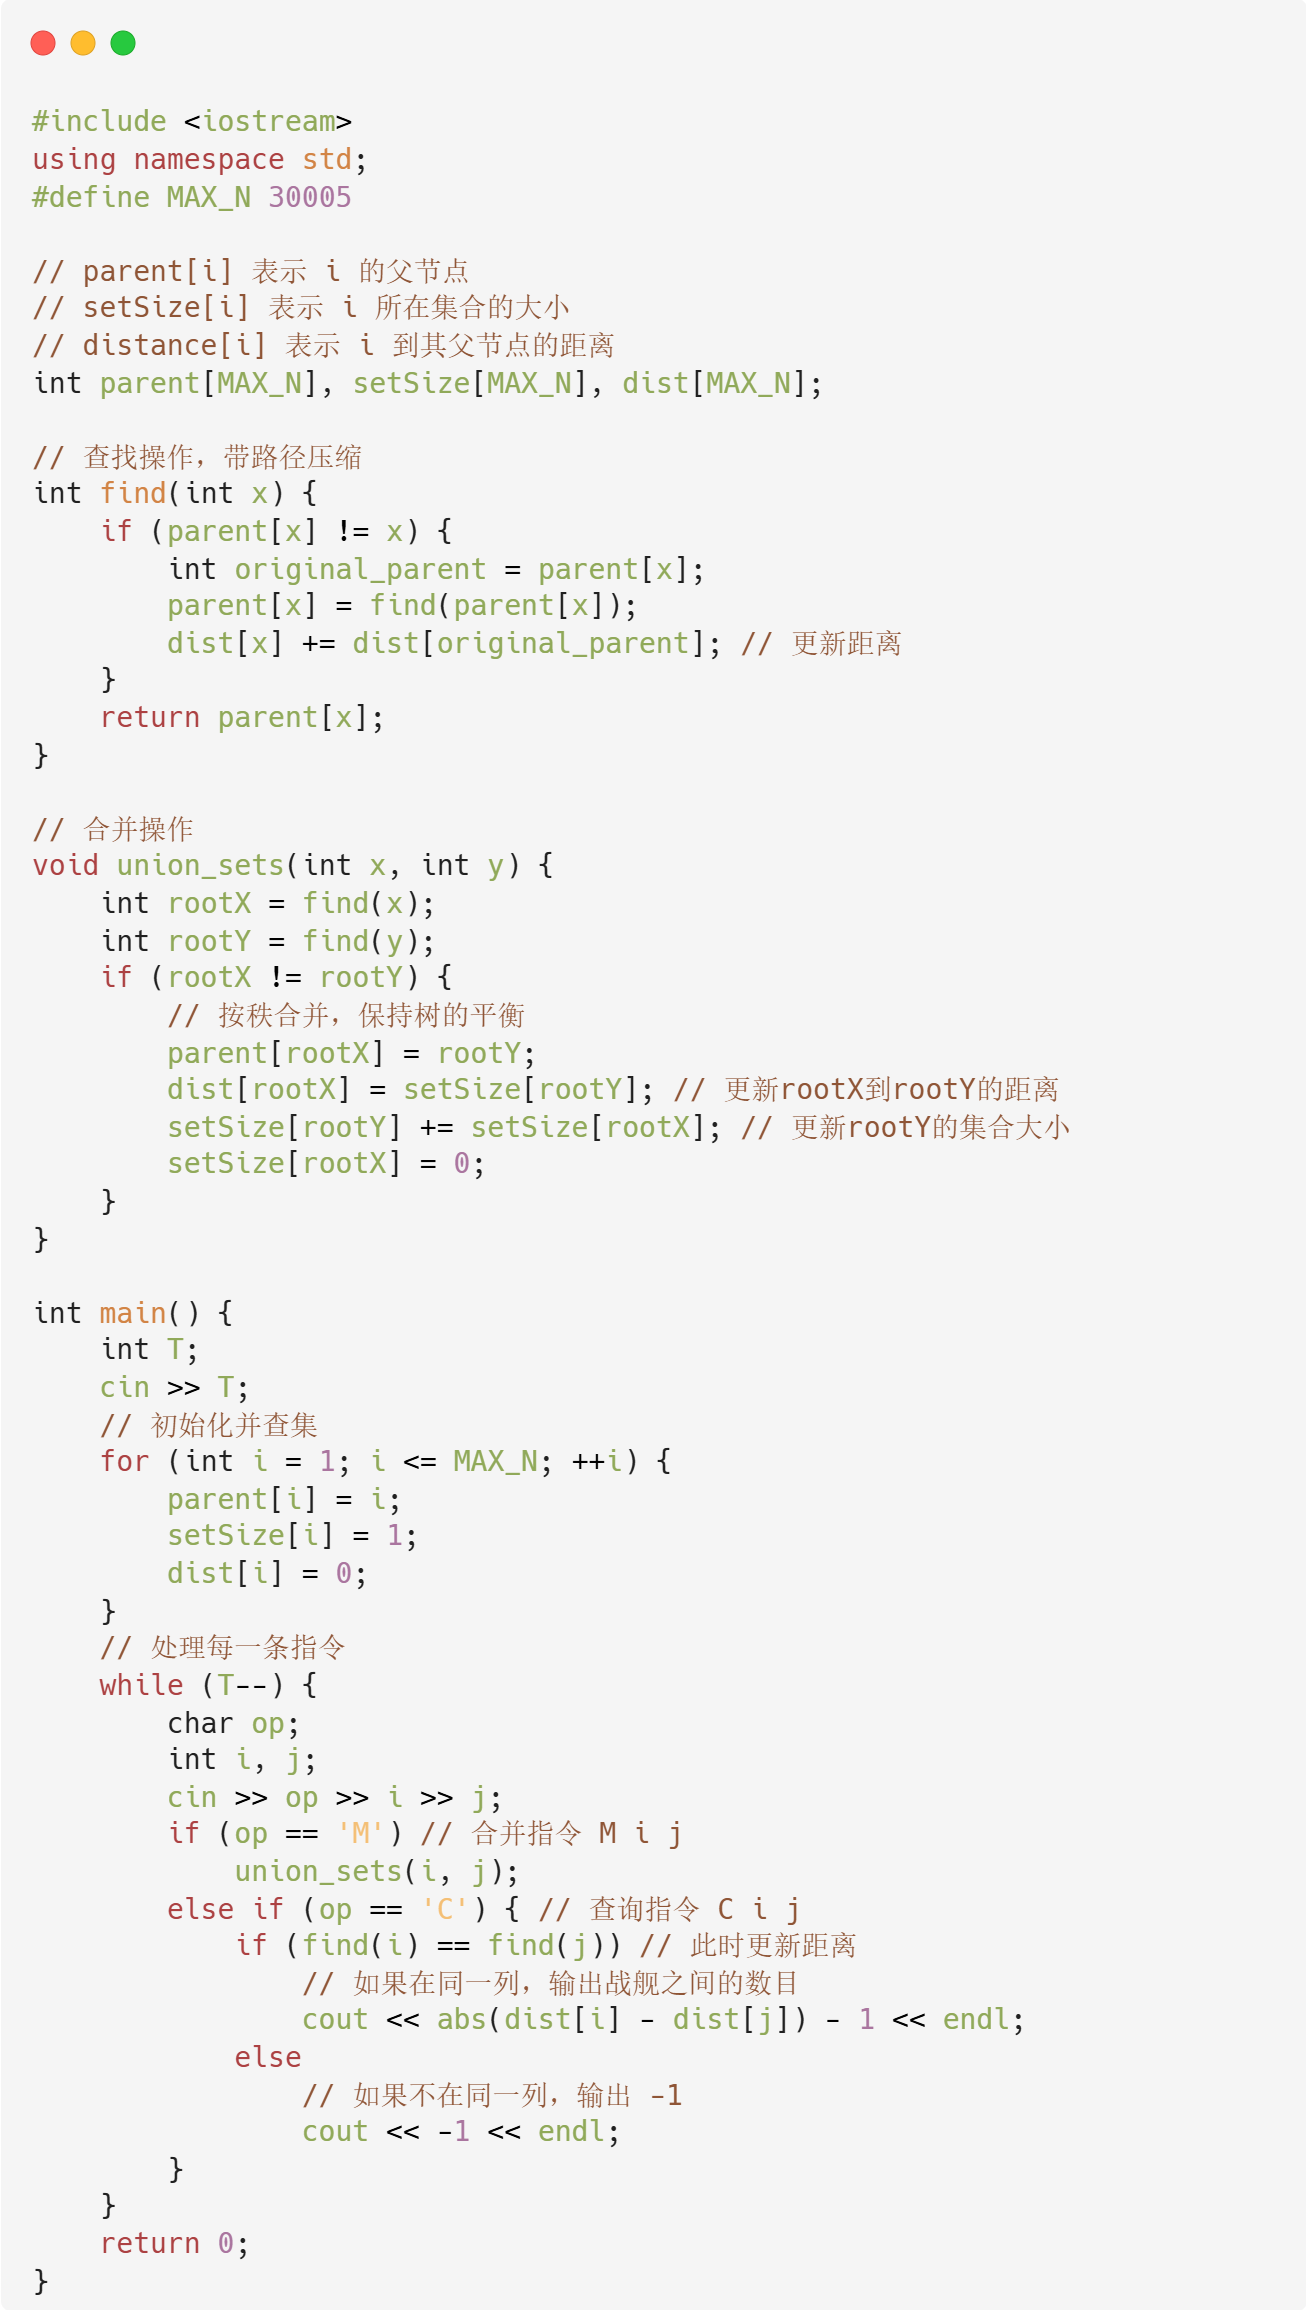 #include <iostream>
using namespace std;
#define MAX_N 30005
// parent[i] 表示 i 的父节点
// setSize[i] 表示 i 所在集合的大小
// distance[i] 表示 i 到其父节点的距离
int parent[MAX_N], setSize[MAX_N], dist[MAX_N];
// 查找操作，带路径压缩
int find(int x) {
    if (parent[x] != x) {
        int original_parent = parent[x];
        parent[x] = find(parent[x]);
        dist[x] += dist[original_parent]; // 更新距离
    }
    return parent[x];
}
// 合并操作
void union_sets(int x, int y) {
    int rootX = find(x);
    int rootY = find(y);
    if (rootX != rootY) {
        // 按秩合并，保持树的平衡
        parent[rootX] = rootY;
        dist[rootX] = setSize[rootY]; // 更新rootX到rootY的距离
        setSize[rootY] += setSize[rootX]; // 更新rootY的集合大小
        setSize[rootX] = 0;
    }
}
int main() {
    int T;
    cin >> T;
    // 初始化并查集
    for (int i = 1; i <= MAX_N; ++i) {
        parent[i] = i;
        setSize[i] = 1;
        dist[i] = 0;
    }
    // 处理每一条指令
    while (T--) {
        char op;
        int i, j;
        cin >> op >> i >> j;
        if (op == 'M') // 合并指令 M i j
            union_sets(i, j);
        else if (op == 'C') { // 查询指令 C i j
            if (find(i) == find(j)) // 此时更新距离
                // 如果在同一列，输出战舰之间的数目
                cout << abs(dist[i] - dist[j]) - 1 << endl;
            else
                // 如果不在同一列，输出 -1
                cout << -1 << endl;
        }
    }
    return 0;
}